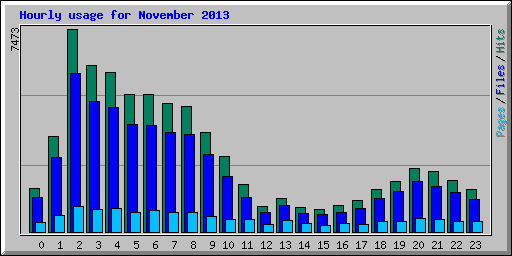 Hourly usage for November 2013
7473
Pages / Files / Hits
0 1 2 3 4 5 6 7 8 9 10 11 12 13 14 15 16 17 18 19 20 21 22 23